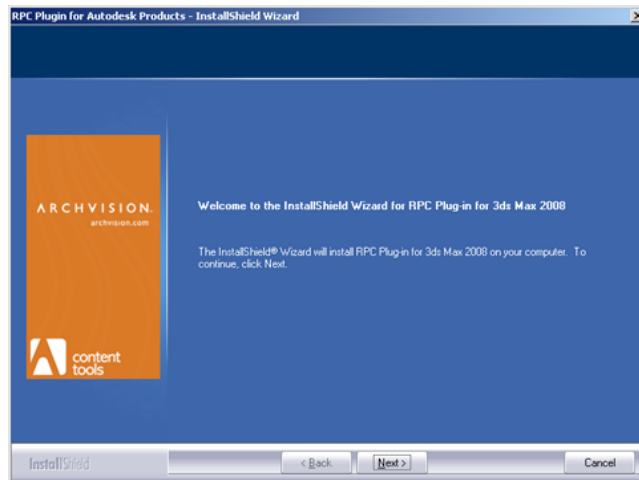 RPC Plugin for Autodesk Products - InstallShield Wizard
ARCHVISION.
archvision.com
content
tools
Welcome to the InstallShield Wizard for RPC Plug-in for 3ds Max 2008
The InstallShield® Wizard will install RPC Plug-in for 3ds Max 2008 on your computer. To
continue, click Next.
InstallShield
< Back
Next >
Cancel